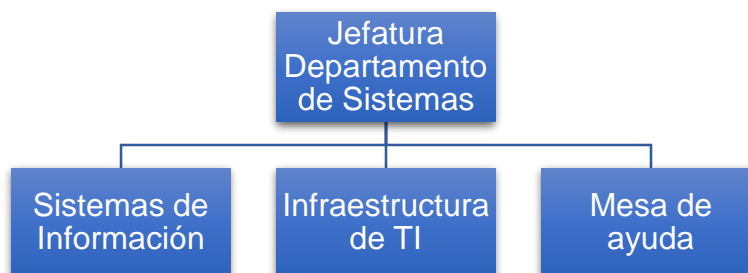 Jefatura
Departamento
de Sistemas
Sistemas de
Información
Infraestructura
de TI
Mesa de
ayuda